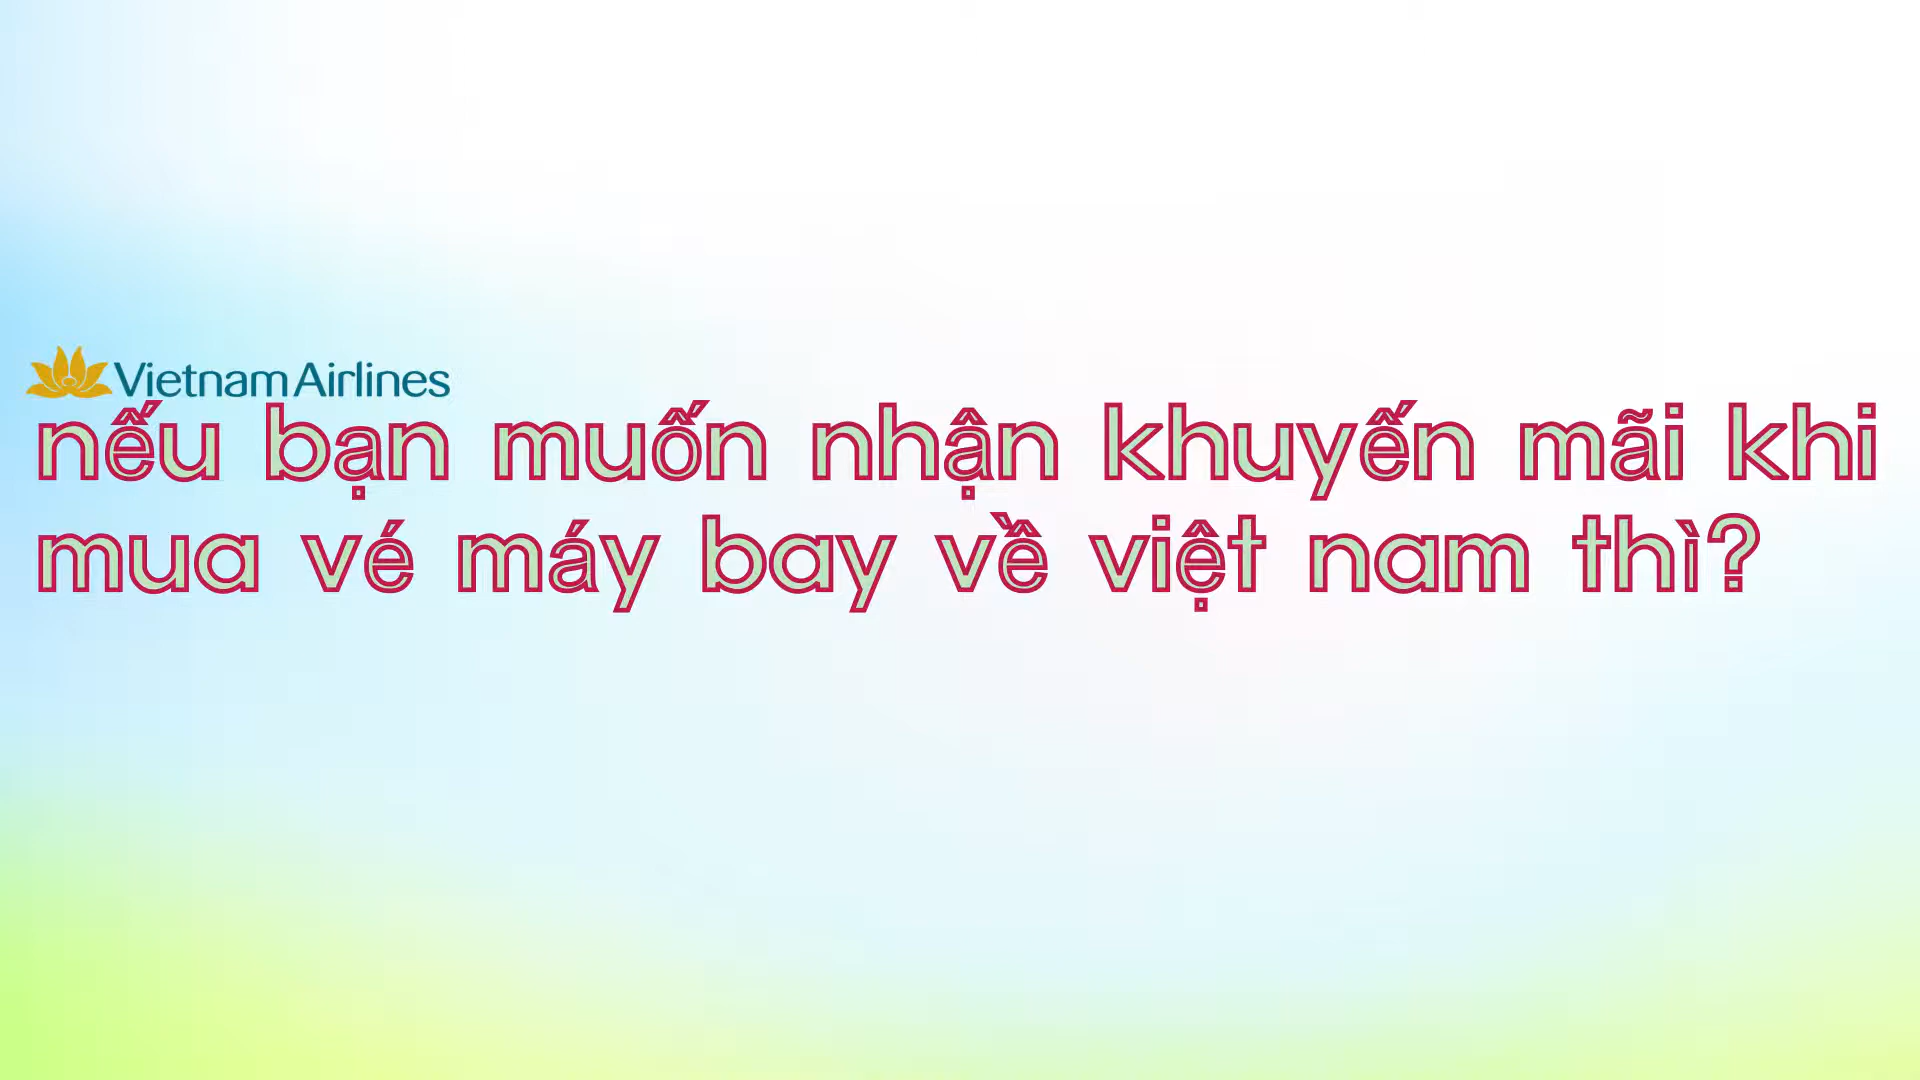 Vietnam Airlines
nếu bạn muốn nhận khuyến mãi khi
mua vé máy bay về việt nam thì?